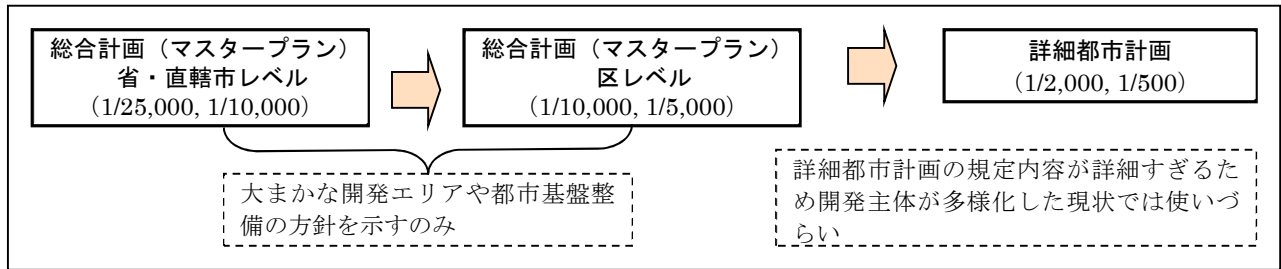 総合計画（マスタープラン）
省・直轄市レベル
（1/25,000, 1/10,000）
総合計画（マスタープラン）
区レベル
（1/10,000, 1/5,000）
詳細都市計画
（1/2,000, 1/500）
大まかな開発エリアや都市基盤整
備の方針を示すのみ
詳細都市計画の規定内容が詳細すぎるた
め開発主体が多様化した現状では使いづ
らい